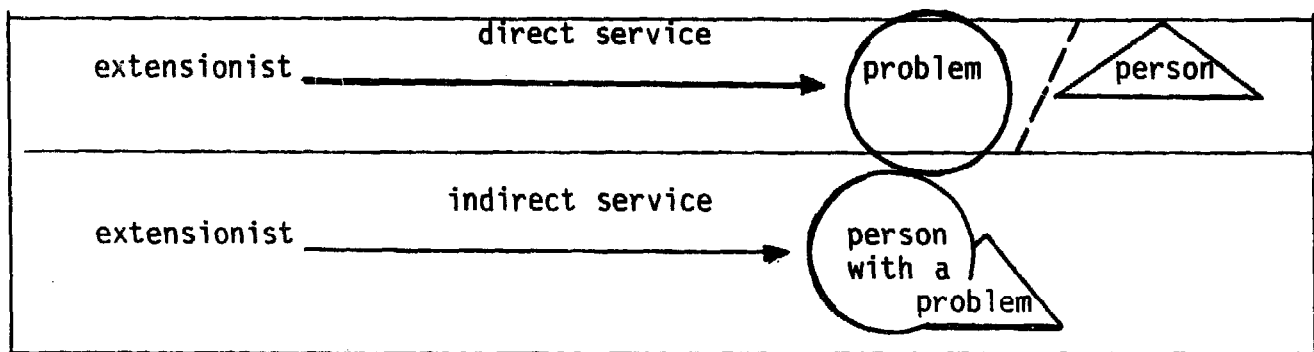 direct service
extensionist
problem
person
indirect service
extensionist
person
with a
problem